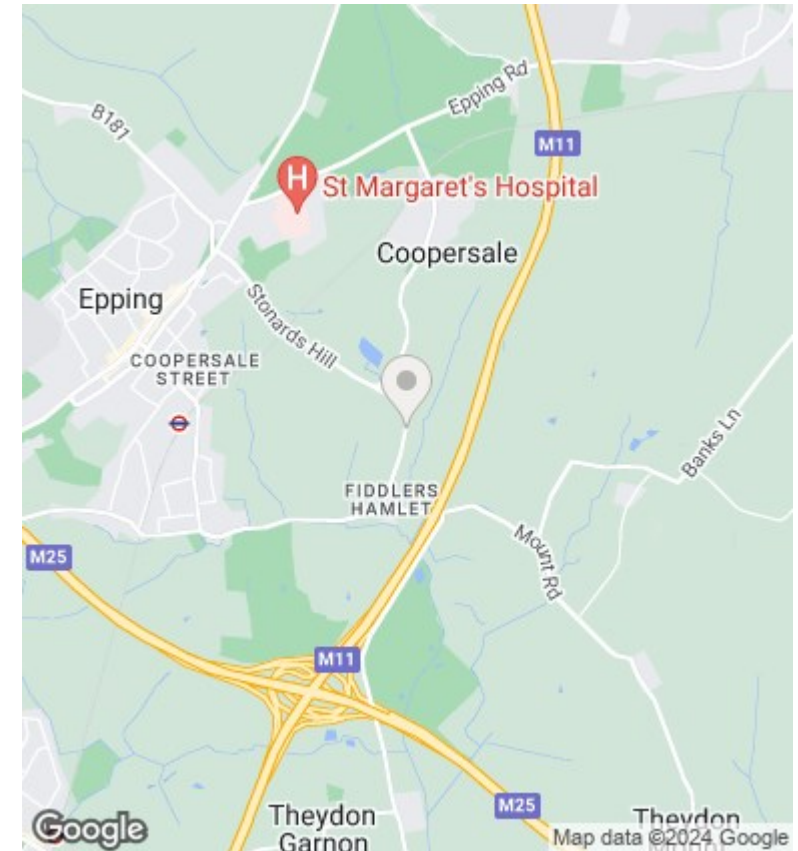 Epping Rd
B181
M11
H
St Margaret's Hospital
Coopersale
Epping
Stonards Hill
COOPERSALE
STREET
Banks Ln
FIDDLERS
HAMLET
Mount Rd
M25
M11
M25
Theydon
Garnon
Theydon
Google
Map data ©2024 Google